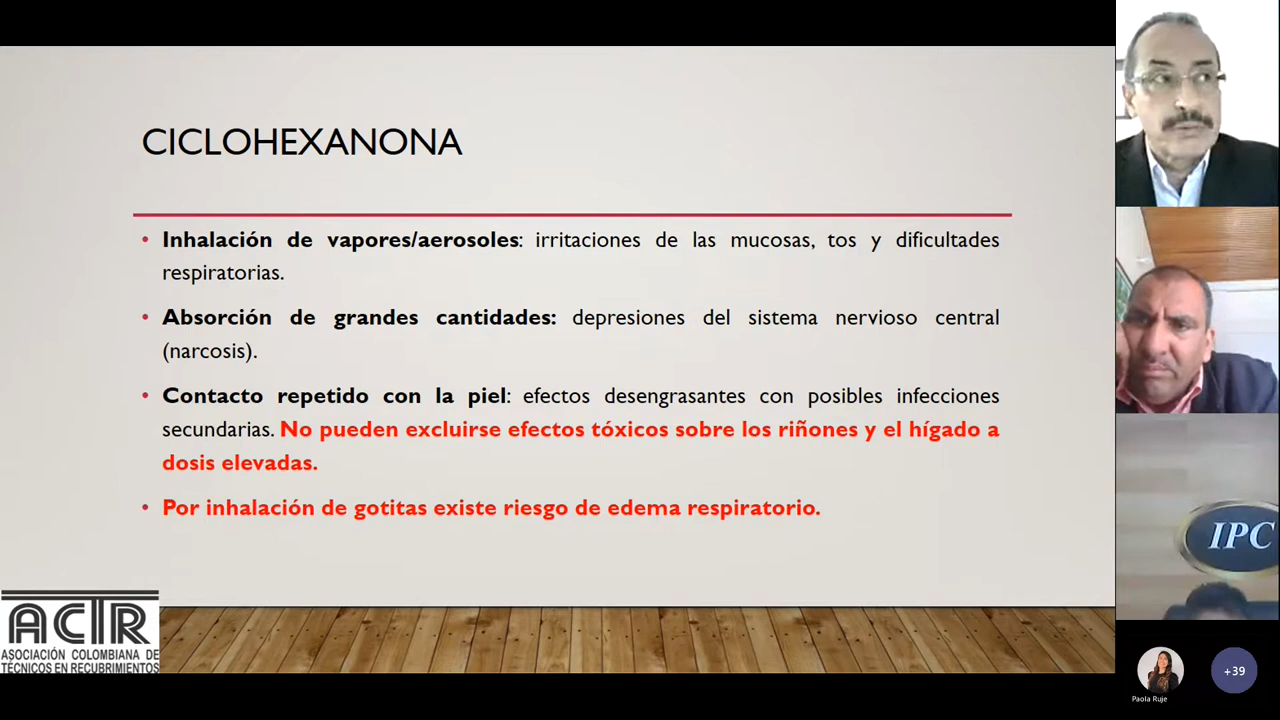 CICLOHEXANONA
• Inhalación de vapores/aerosoles: irritaciones de las mucosas, tos y dificultades
respiratorias.
• Absorción de grandes cantidades: depresiones del sistema nervioso central
(narcosis).
• Contacto repetido con la piel: efectos desengrasantes con posibles infecciones
secundarias. No pueden excluirse efectos tóxicos sobre los riñones y el hígado a
dosis elevadas.
• Por inhalación de gotitas existe riesgo de edema respiratorio.
ACTR
ASOCIACIÓN COLOMBIANA DE
TÉCNICOS EN RECUBRIMIENTOS
IPC
Paola Ruje
+39